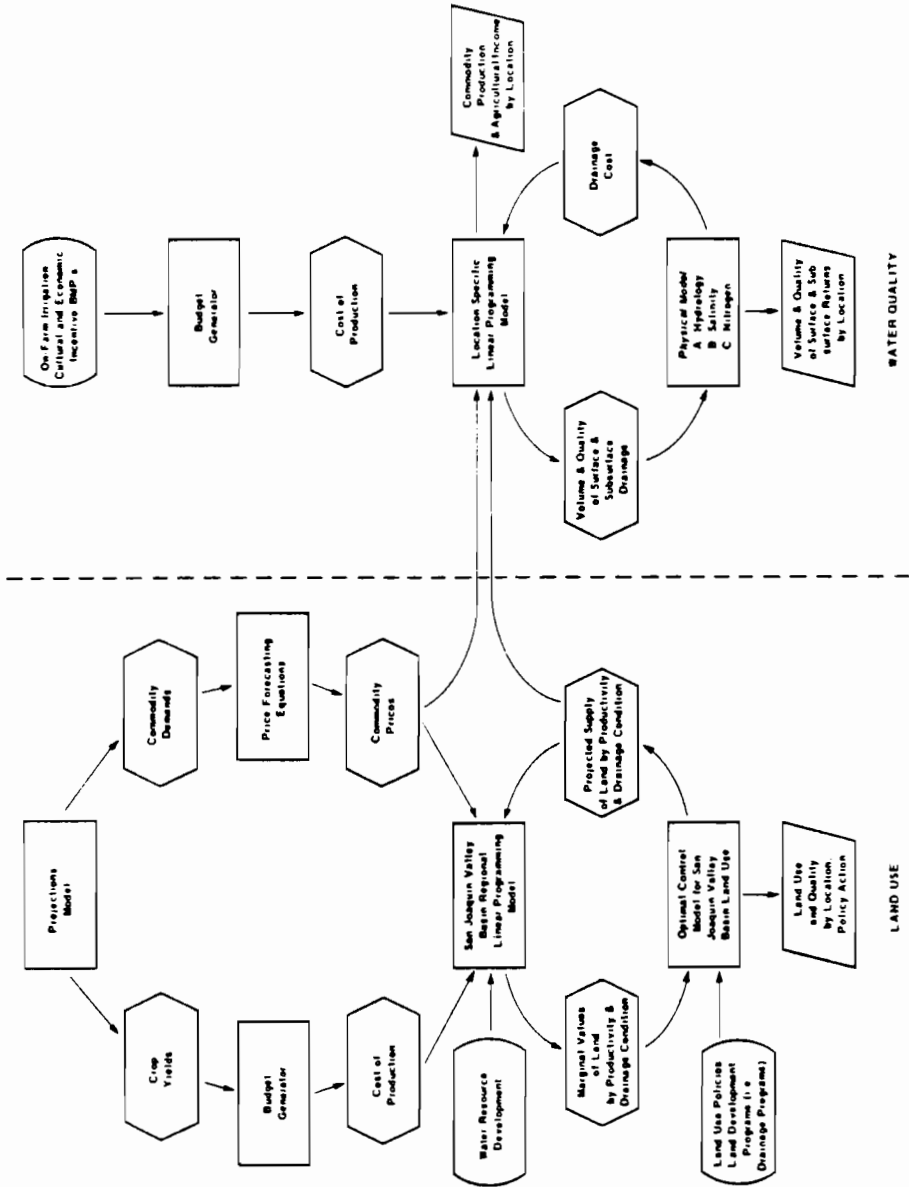 Projections
Model
Crop
Yields
Commodity
Demands
Budget
Generator
Price Forecasting
Equations
Cost of
Production
Commodity
Prices
Water Resource
Development
San Joaquin Valley
Basin Regional
Linear Programming
Model
Marginal Values
of Land
by Productivity &
Drainage Condition
Projected Supply
of Land by Productivity
& Drainage Condition
Land Use Policies
Land Development
Programs (i e
Drainage Programs)
Optimal Control
Model for San
Joaquin Valley
Basin Land Use
Land Use
and Quality
by Location,
Policy Action
LAND USE
On Farm Irrigation
Cultural and Economic
Incentive BMP s
Budget
Generator
Cost of
Production
Location Specific
Linear Programming
Model
Commodity
Production
& Agricultural Income
by Location
Volume & Quality
of Surface &
Subsurface
Drainage
Drainage
Cost
Physical Model
A Hydrology
B Salinity
C Nitrogen
Volume & Quality
of Surface & Sub
surface Returns
by Location
WATER QUALITY